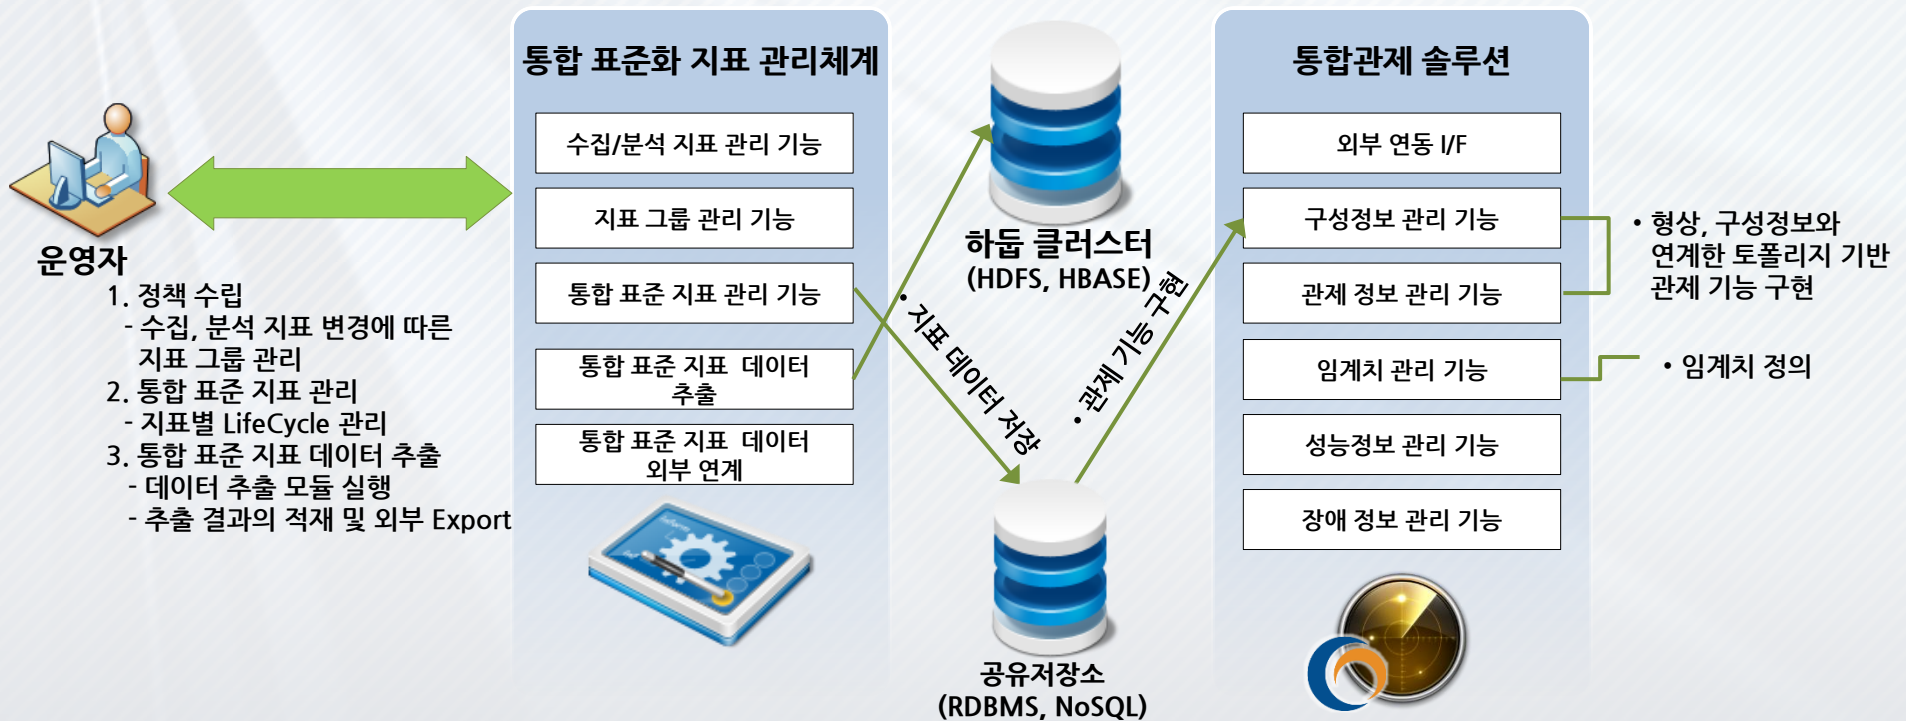 통합 표준화 지표 관리체계
수집/분석 지표 관리 기능
지표 그룹 관리 기능
통합 표준 지표 관리 기능
통합 표준 지표 데이터
추출
통합 표준 지표 데이터
외부 연계
운영자
1. 정책 수립
- 수집, 분석 지표 변경에 따른
지표 그룹 관리
2. 통합 표준 지표 관리
- 지표별 LifeCycle 관리
3. 통합 표준 지표 데이터 추출
- 데이터 추출 모듈 실행
- 추출 결과의 적재 및 외부 Export
하둡 클러스터
(HDFS, HBASE)
• 지표 데이터 저장
• 관제 기능 구현
공유저장소
(RDBMS, NoSQL)
통합관제 솔루션
외부 연동 I/F
구성정보 관리 기능
관제 정보 관리 기능
임계치 관리 기능
성능정보 관리 기능
장애 정보 관리 기능
• 형상, 구성정보와
연계한 토폴리지 기반
관제 기능 구현
• 임계치 정의